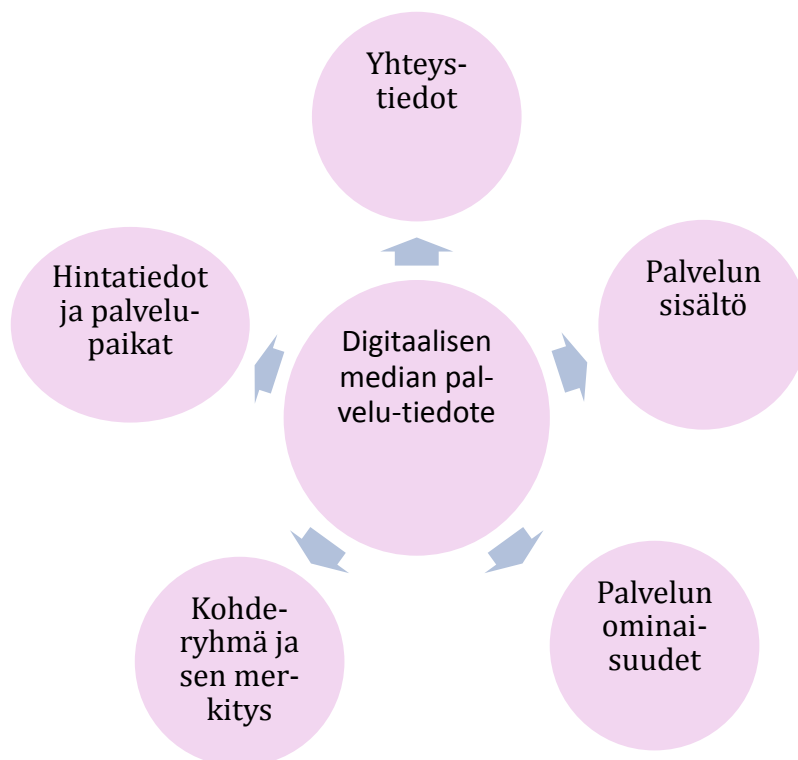 Yhteys-
tiedot
Hintatiedot
ja palvelu-
paikat
Palvelun
sisältö
Digitaalisen
median pal-
velu-tiedote
Kohde-
ryhmä ja
sen mer-
kitys
Palvelun
ominai-
suudet